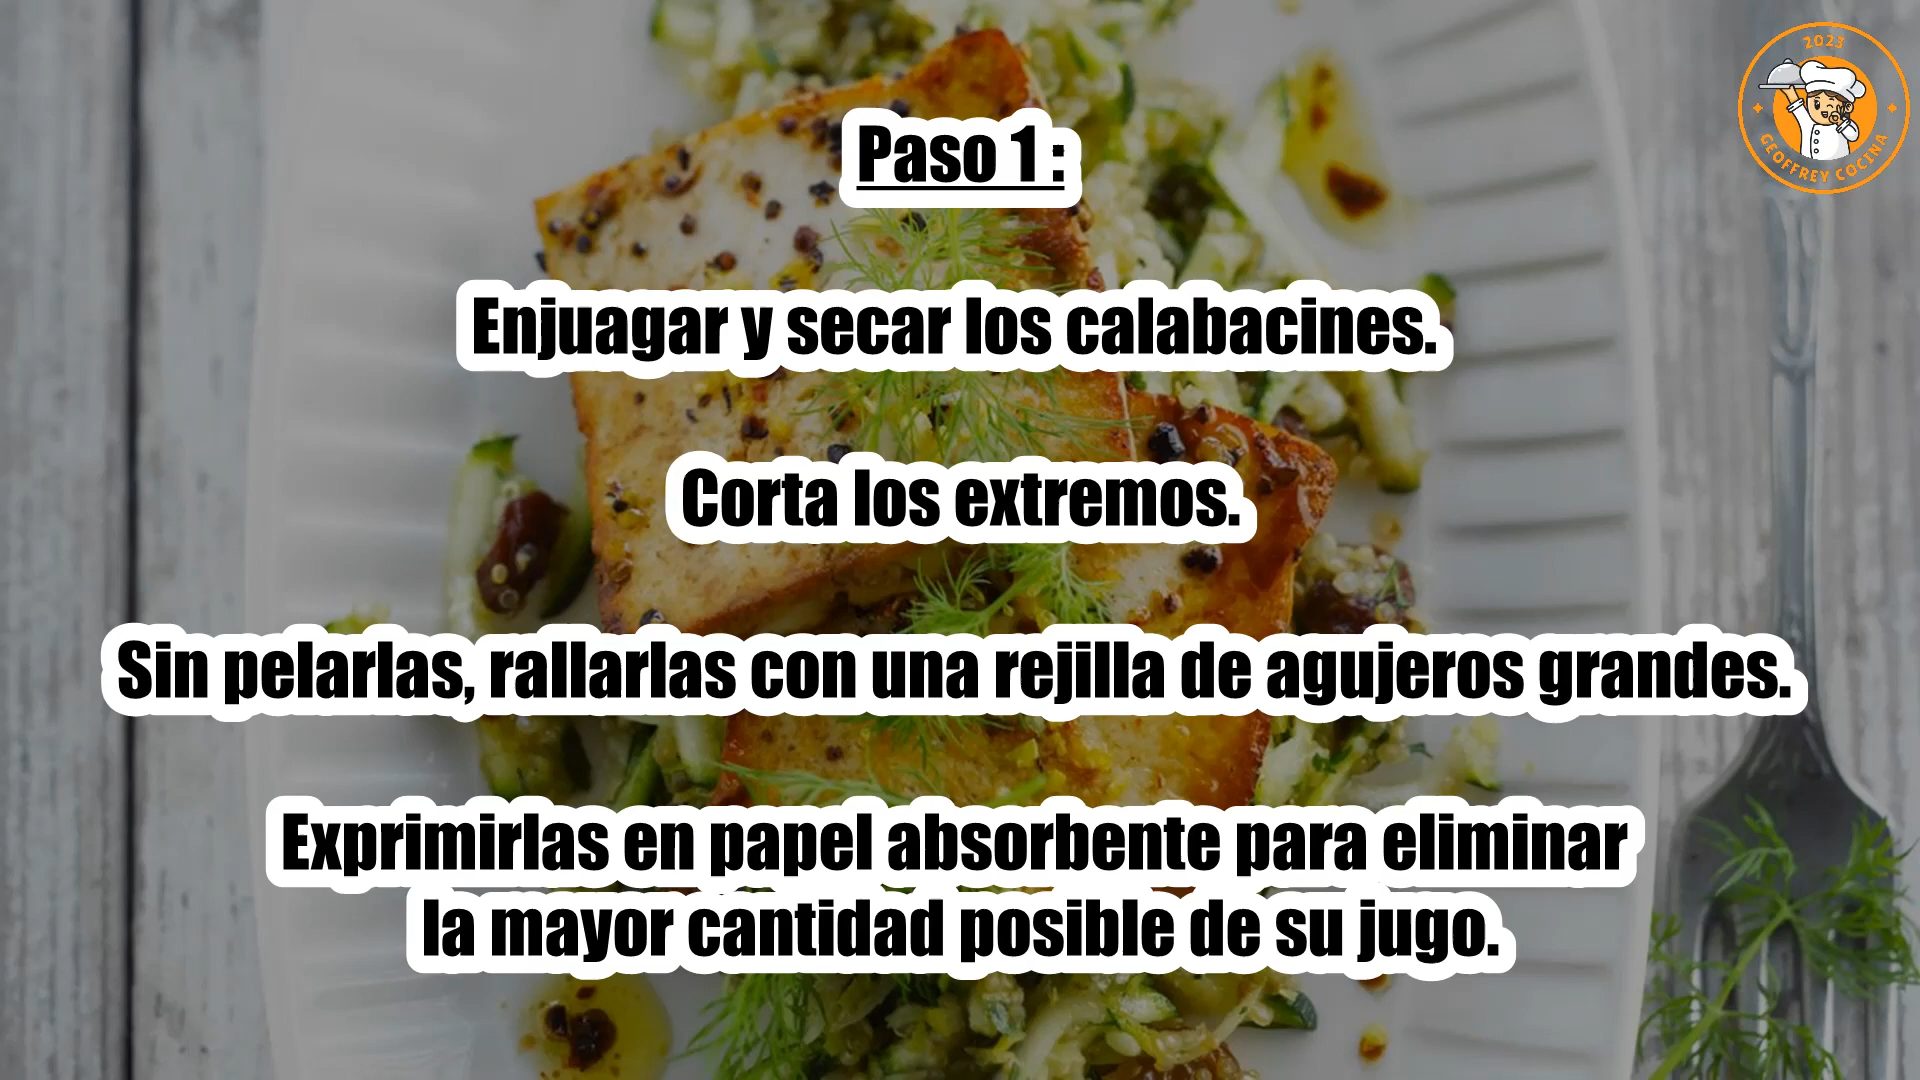 2023
GEOFFREY COCINA
Paso 1 :
Enjuagar y secar los calabacines.
Corta los extremos.
Sin pelarlas, rallarlas con una rejilla de agujeros grandes.
Exprimirlas en papel absorbente para eliminar
la mayor cantidad posible de su jugo.